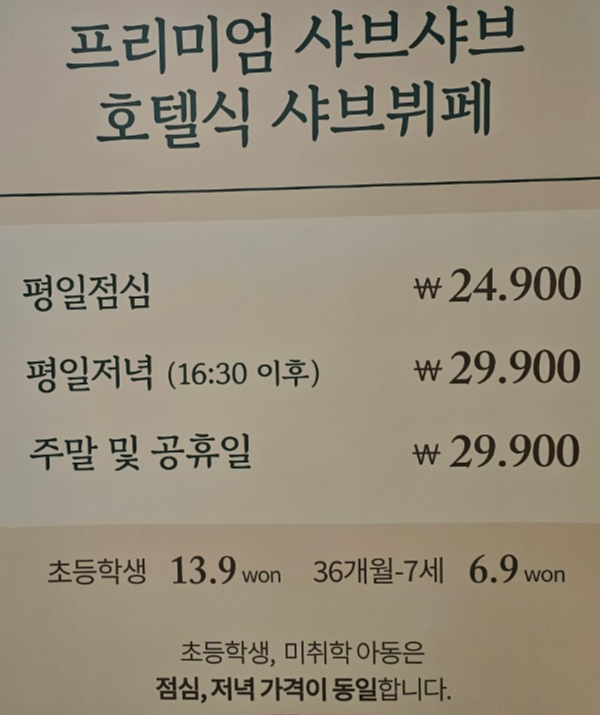 프리미엄 샤브샤브
호텔식 샤브뷔페
평일점심 ₩24.900
평일저녁 (16:30 이후) ₩29.900
주말 및 공휴일 ₩29.900
초등학생 13.9 won 36개월-7세 6.9 won
초등학생, 미취학 아동은
점심, 저녁 가격이 동일합니다.